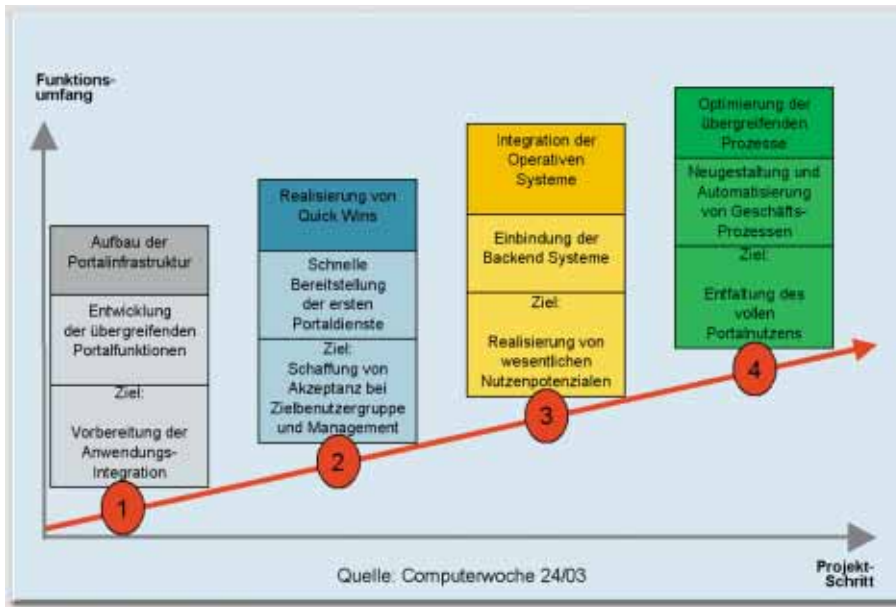 Funktions-
umfang
Aufbau der
Portalinfrastruktur
Entwicklung
der übergreifenden
Portalfunktionen
Ziel:
Vorbereitung der
Anwendungs-
Integration
1
Realisierung von
Quick Wins
Schnelle
Bereitstellung
der ersten
Portaldienste
Ziel:
Schaffung von
Akzeptanz bei
Zielbenutzergruppe
und Management
2
Integration der
Operativen
Systeme
Einbindung der
Backend Systeme
Ziel:
Realisierung von
wesentlichen
Nutzenpotenzialen
3
Optimierung der
übergreifenden
Prozesse
Neugestaltung und
Automatisierung
von Geschäfts-
Prozessen
Ziel:
Entfaltung des
vollen
Portalnutzens
4
Quelle: Computerwoche 24/03
Projekt-
Schritt